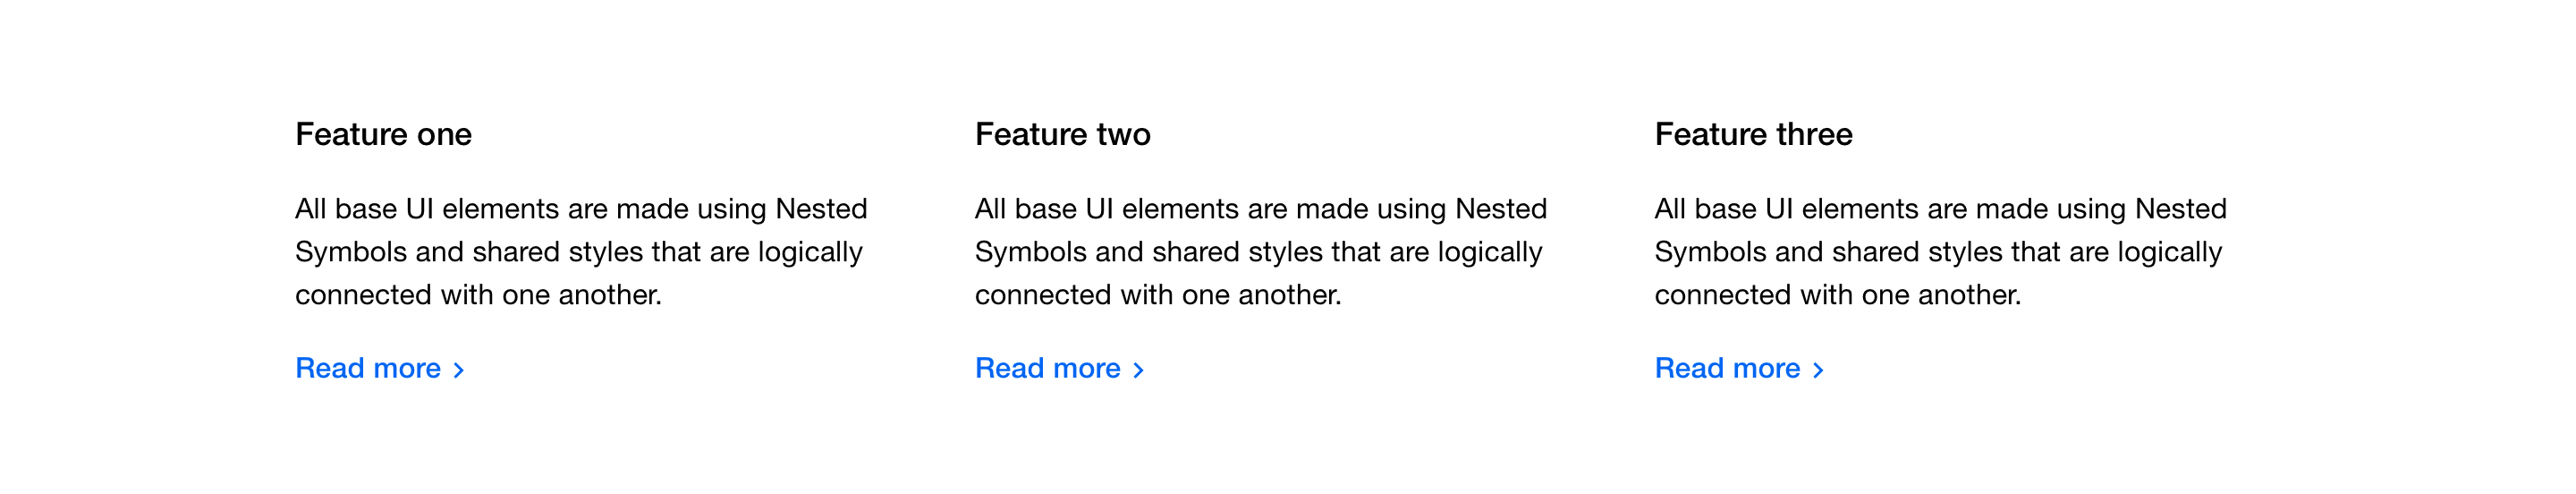 Feature one
All base UI elements are made using Nested
Symbols and shared styles that are logically
connected with one another.
Read more >
Feature two
All base UI elements are made using Nested
Symbols and shared styles that are logically
connected with one another.
Read more >
Feature three
All base UI elements are made using Nested
Symbols and shared styles that are logically
connected with one another.
Read more >